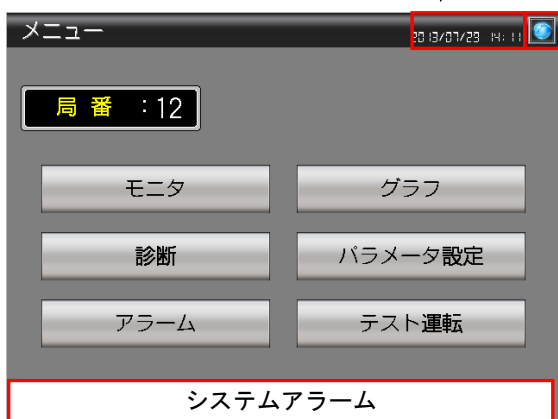 メニュー
2013/07/29 14:11
局番 :12
モニタ グラフ
診断 パラメータ設定
アラーム テスト運転
システムアラーム